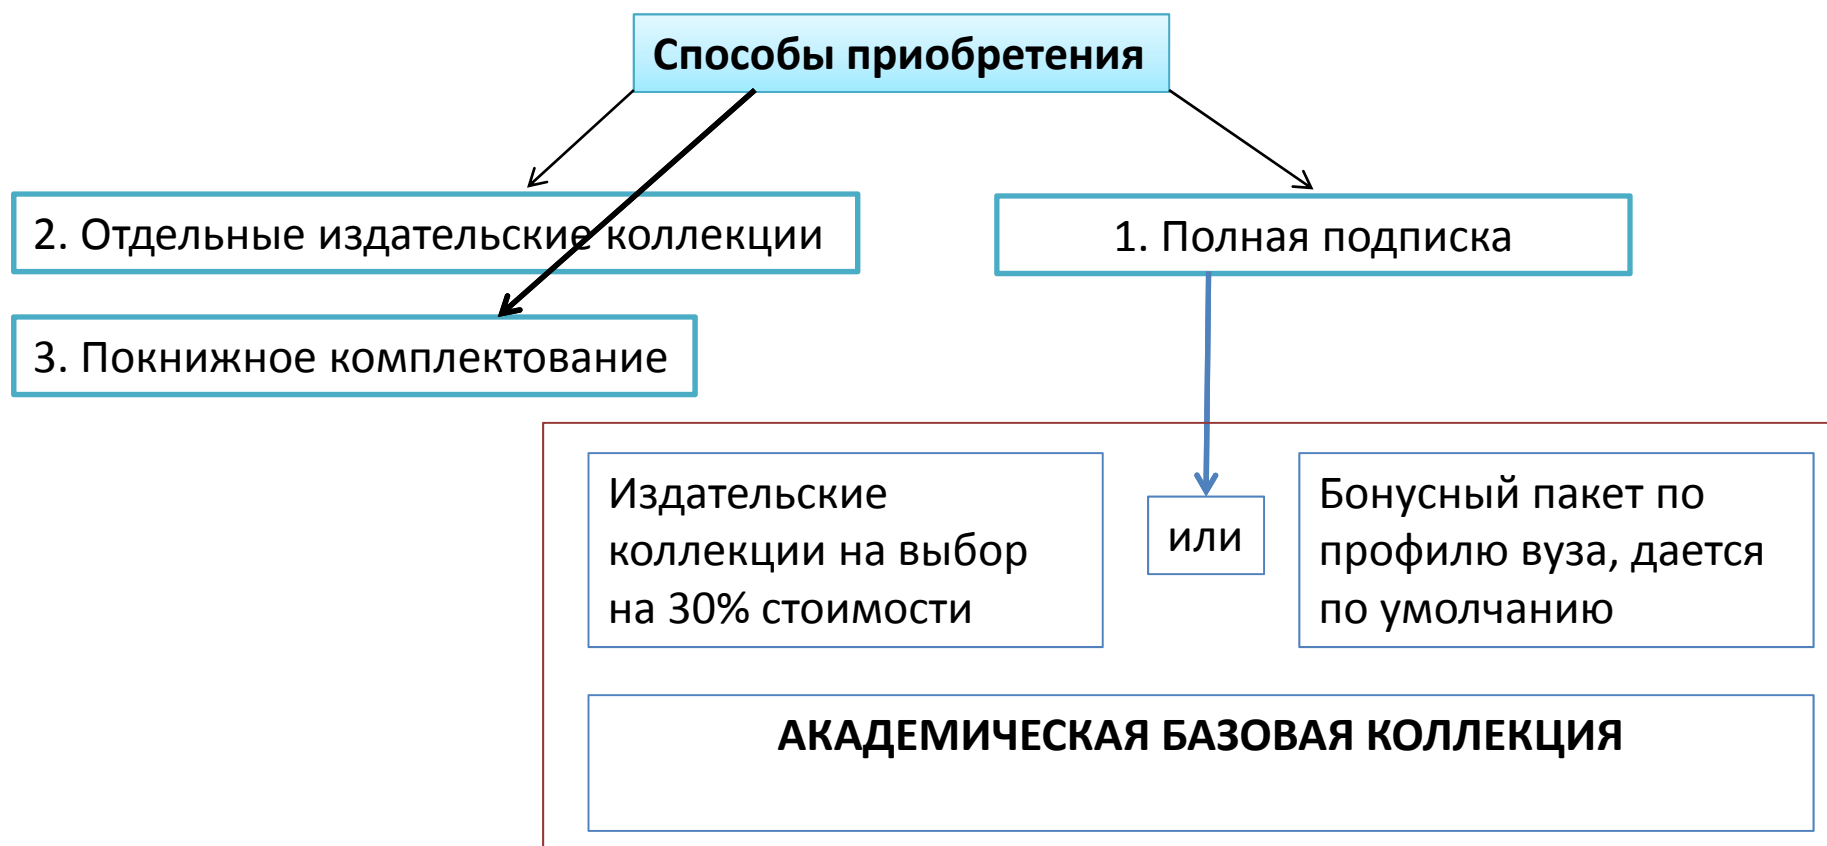 Способы приобретения
2. Отдельные издательские коллекции
1. Полная подписка
3. Покнижное комплектование
Издательские
коллекции на выбор
на 30% стоимости
или
Бонусный пакет по
профилю вуза, дается
по умолчанию
АКАДЕМИЧЕСКАЯ БАЗОВАЯ КОЛЛЕКЦИЯ